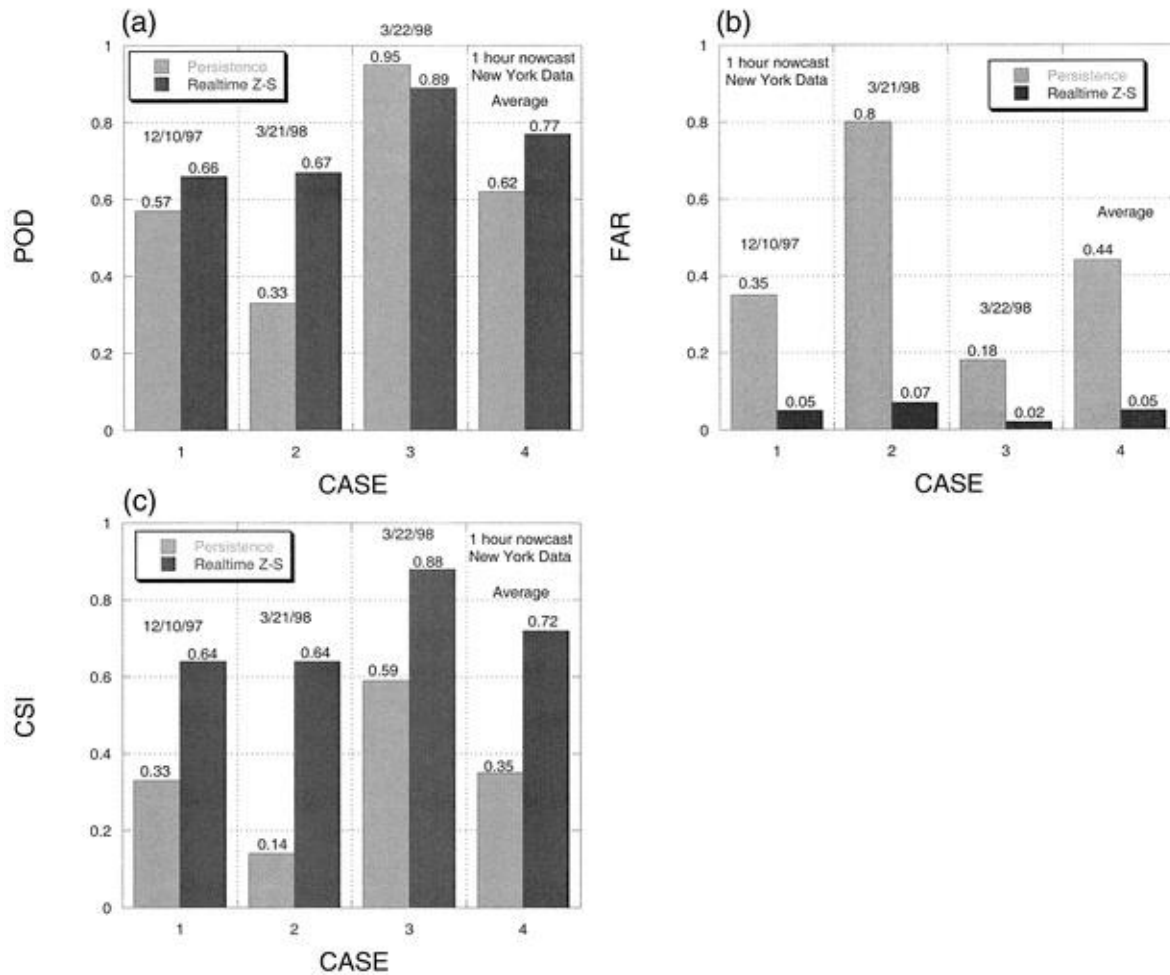 (a)
3/22/98
1
0.95
0.89
1 hour nowcast
New York Data
Persistence
Realtime Z-S
Average
0.8
12/10/97
3/21/98
0.77
0.66
0.67
0.62
0.6
0.57
POD
0.4
0.33
0.2
0
1
2
3
4
CASE
(b)
1
1 hour nowcast
New York Data
3/21/98
Persistence
Realtime Z-S
0.8
0.8
0.6
Average
FAR
12/10/97
0.44
0.4
0.35
3/22/98
0.2
0.18
0.05
0.07
0.02
0.05
0
1
2
3
4
CASE
(c)
1
3/22/98
1 hour nowcast
New York Data
Persistence
Realtime Z-S
0.88
Average
0.8
12/10/97
3/21/98
0.72
0.64
0.64
0.6
0.59
CSI
0.4
0.33
0.35
0.2
0.14
0
1
2
3
4
CASE